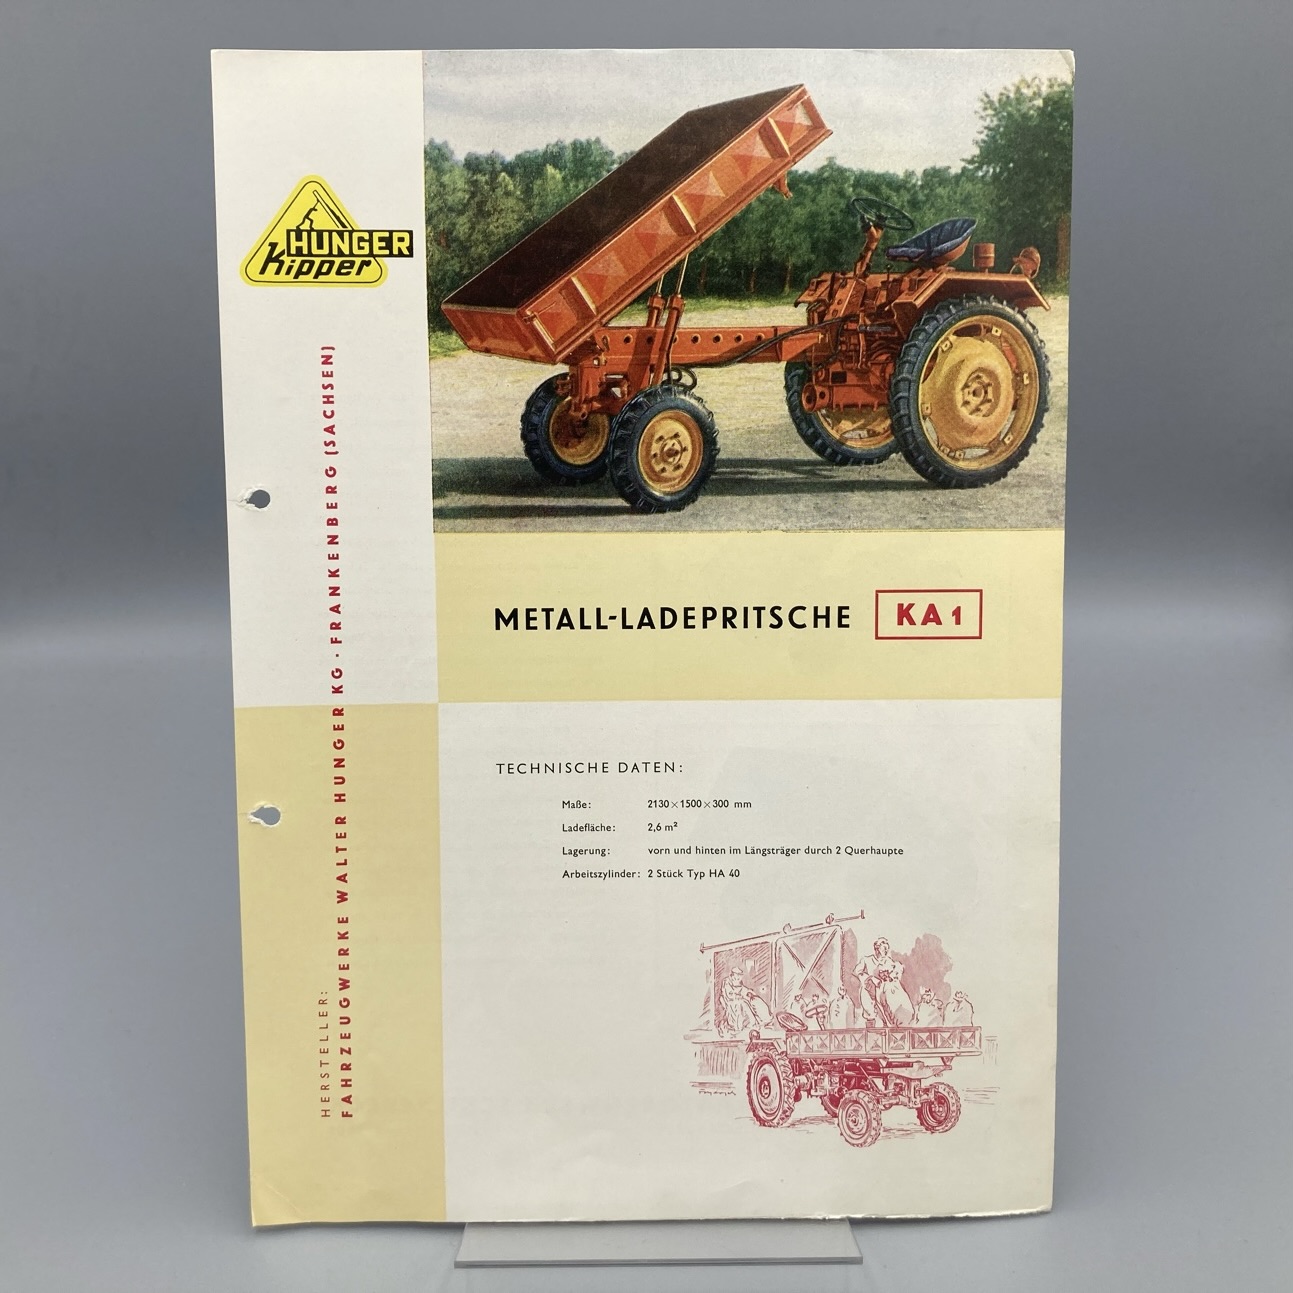 HUNGER
Kipper
HERSTELLER:
FAHRZEUGWERKE WALTER HUNGER KG · FRANKENBERG (SACHSEN)
METALL-LADEPRITSCHE KA 1
TECHNISCHE DATEN:
Maße: 2130×1500×300 mm
Ladefläche: 2,6 m²
Lagerung: vorn und hinten im Längsträger durch 2 Querhaupte
Arbeitszylinder: 2 Stück Typ HA 40